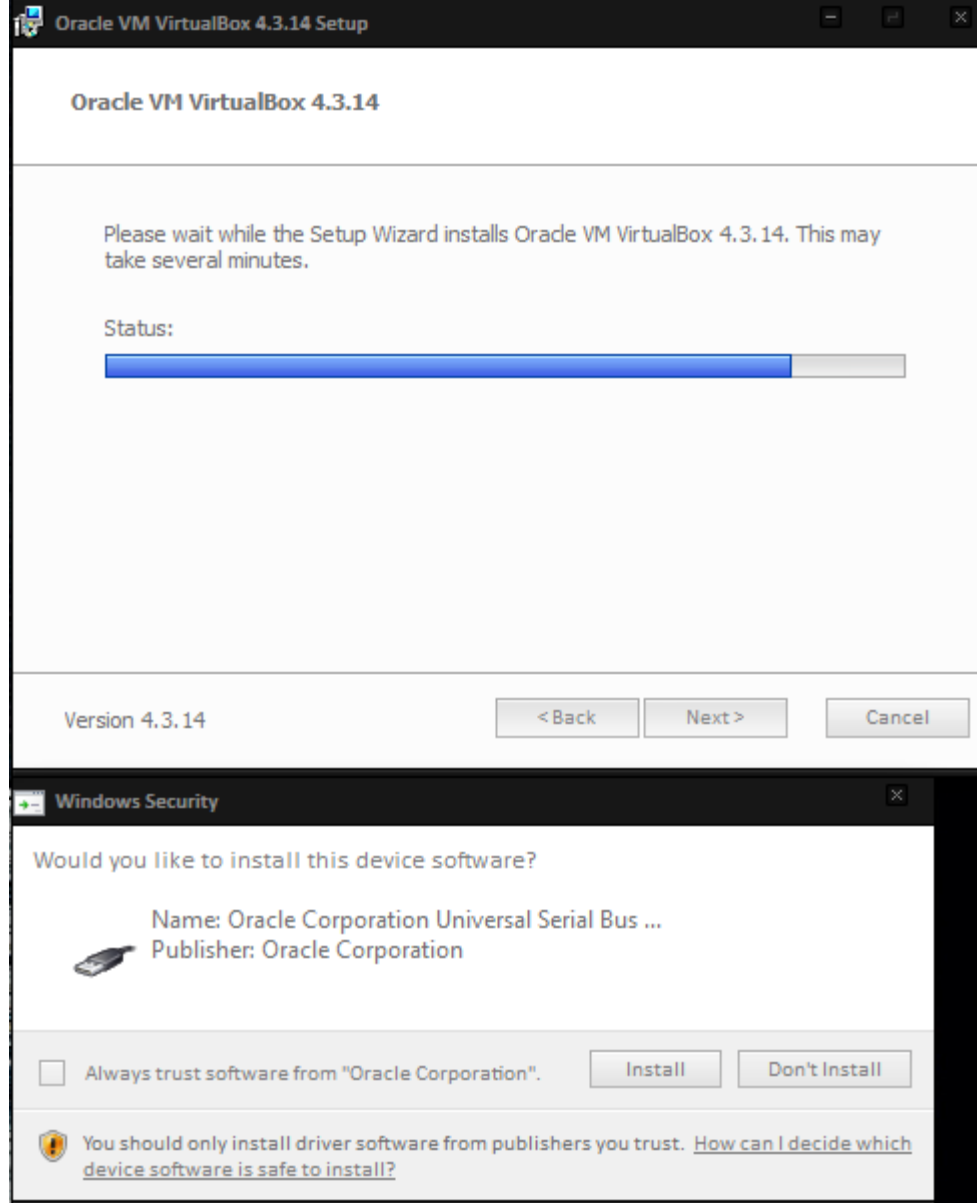 Oracle VM VirtualBox 4.3.14 Setup
Oracle VM VirtualBox 4.3.14
Please wait while the Setup Wizard installs Oracle VM VirtualBox 4.3.14. This may
take several minutes.
Status:
Version 4.3.14
< Back
Next >
Cancel
Windows Security
Would you like to install this device software?
Name: Oracle Corporation Universal Serial Bus ...
Publisher: Oracle Corporation
Always trust software from "Oracle Corporation".
Install
Don't Install
You should only install driver software from publishers you trust. How can I decide which
device software is safe to install?